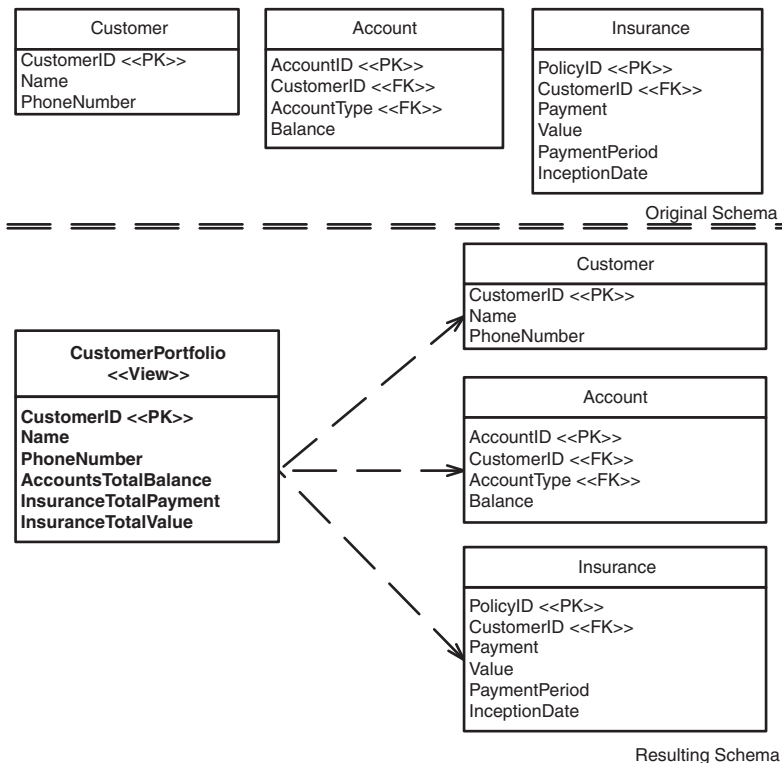 Customer
CustomerID <<PK>>
Name
PhoneNumber
Account
AccountID <<PK>>
CustomerID <<FK>>
AccountType <<FK>>
Balance
Insurance
PolicyID <<PK>>
CustomerID <<FK>>
Payment
Value
PaymentPeriod
InceptionDate
Original Schema
CustomerPortfolio
<<View>>
CustomerID <<PK>>
Name
PhoneNumber
AccountsTotalBalance
InsuranceTotalPayment
InsuranceTotalValue
Customer
CustomerID <<PK>>
Name
PhoneNumber
Account
AccountID <<PK>>
CustomerID <<FK>>
AccountType <<FK>>
Balance
Insurance
PolicyID <<PK>>
CustomerID <<FK>>
Payment
Value
PaymentPeriod
InceptionDate
Resulting Schema